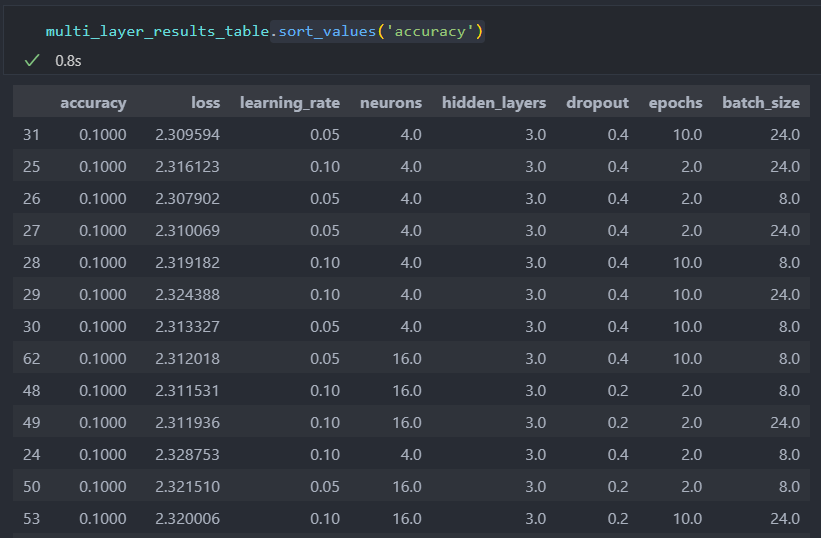 multi_layer_results_table.sort_values('accuracy')
0.8s
accuracy loss learning_rate neurons hidden_layers dropout epochs batch_size
31 0.1000 2.309594 0.05 4.0 3.0 0.4 10.0 24.0
25 0.1000 2.316123 0.10 4.0 3.0 0.4 2.0 24.0
26 0.1000 2.307902 0.05 4.0 3.0 0.4 2.0 8.0
27 0.1000 2.310069 0.05 4.0 3.0 0.4 2.0 24.0
28 0.1000 2.319182 0.10 4.0 3.0 0.4 10.0 8.0
29 0.1000 2.324388 0.10 4.0 3.0 0.4 10.0 24.0
30 0.1000 2.313327 0.05 4.0 3.0 0.4 10.0 8.0
62 0.1000 2.312018 0.05 16.0 3.0 0.4 10.0 8.0
48 0.1000 2.311531 0.10 16.0 3.0 0.2 2.0 8.0
49 0.1000 2.311936 0.10 16.0 3.0 0.2 2.0 24.0
24 0.1000 2.328753 0.10 4.0 3.0 0.4 2.0 8.0
50 0.1000 2.321510 0.05 16.0 3.0 0.2 2.0 8.0
53 0.1000 2.320006 0.10 16.0 3.0 0.2 10.0 24.0